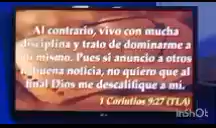 Al contrario, vivo con mucha
disciplina y trato de dominarme a
mí mismo. Pues si anuncio a otros
la buena noticia, no quiero que al
final Dios me descalifique a mí.
1 Corintios 9:27 (TLA)
InShOt